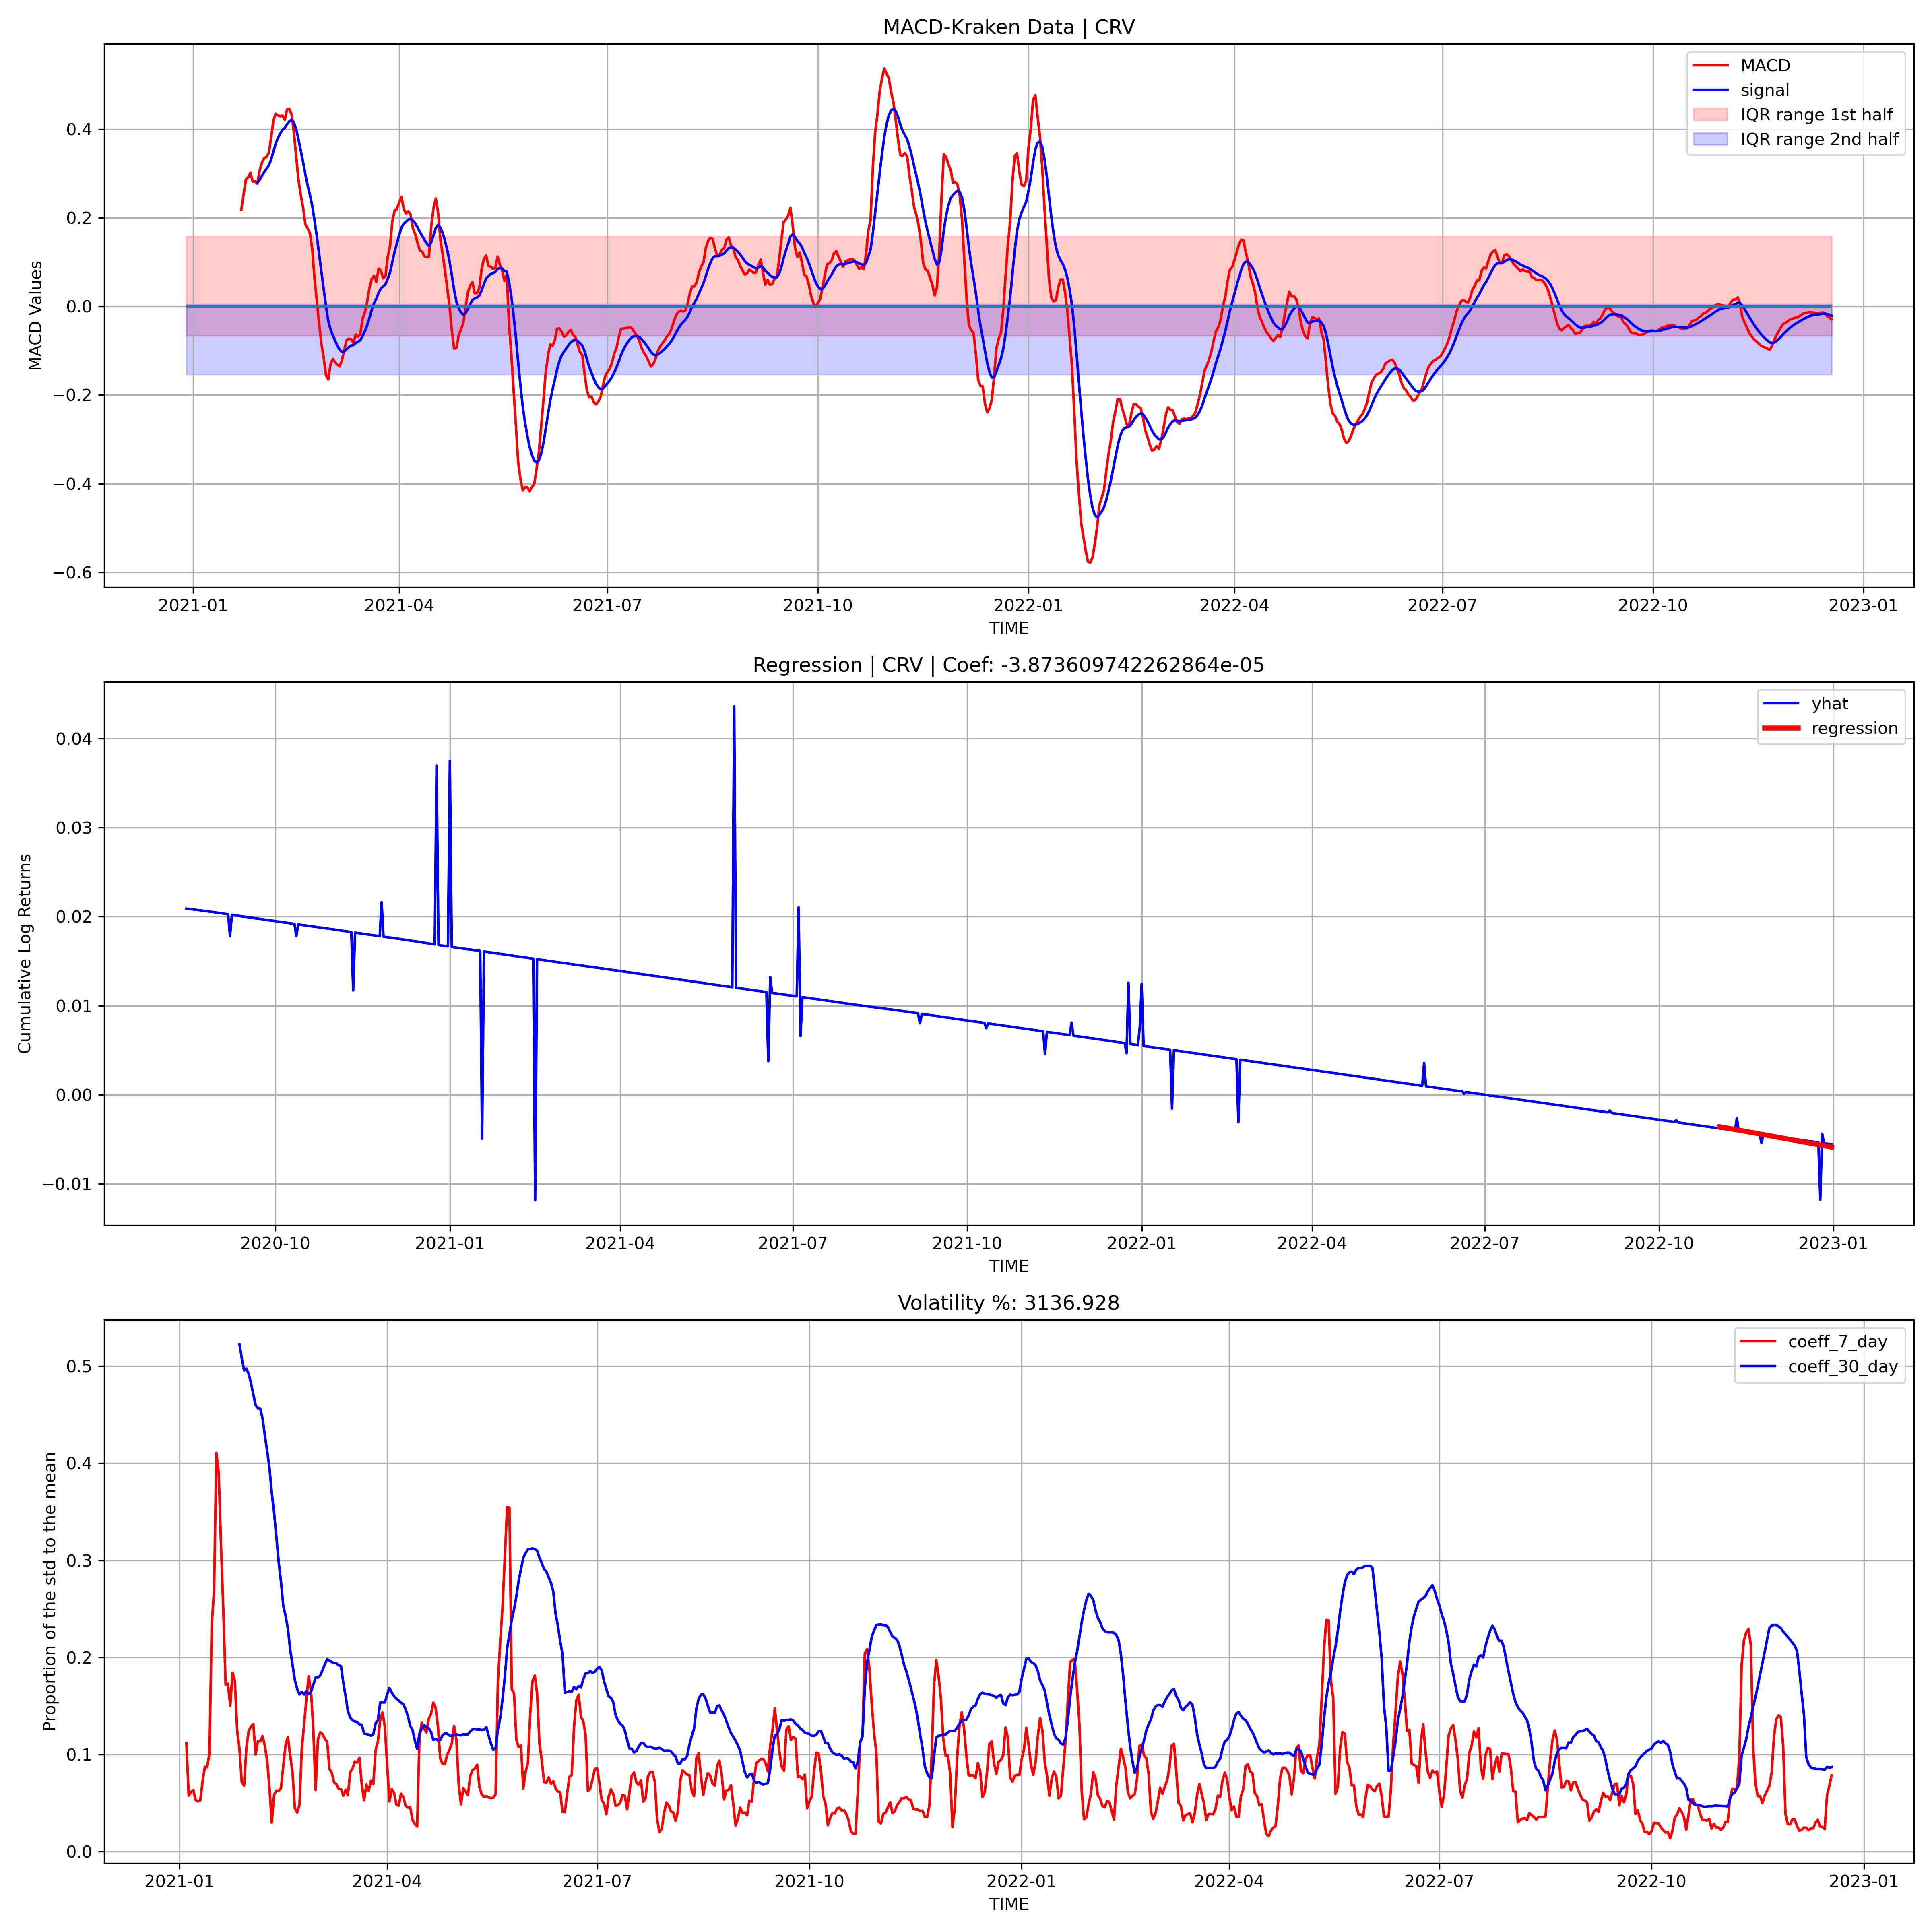 MACD-Kraken Data | CRV
MACD
signal
IQR range 1st half
IQR range 2nd half
MACD Values
0.4
0.2
0.0
−0.2
−0.4
−0.6
2021-01 2021-04 2021-07 2021-10 2022-01 2022-04 2022-07 2022-10 2023-01
TIME
Regression | CRV | Coef: -3.873609742262864e-05
yhat
regression
Cumulative Log Returns
0.04
0.03
0.02
0.01
0.00
−0.01
2020-10 2021-01 2021-04 2021-07 2021-10 2022-01 2022-04 2022-07 2022-10 2023-01
TIME
Volatility %: 3136.928
coeff_7_day
coeff_30_day
Proportion of the std to the mean
0.5
0.4
0.3
0.2
0.1
0.0
2021-01 2021-04 2021-07 2021-10 2022-01 2022-04 2022-07 2022-10 2023-01
TIME